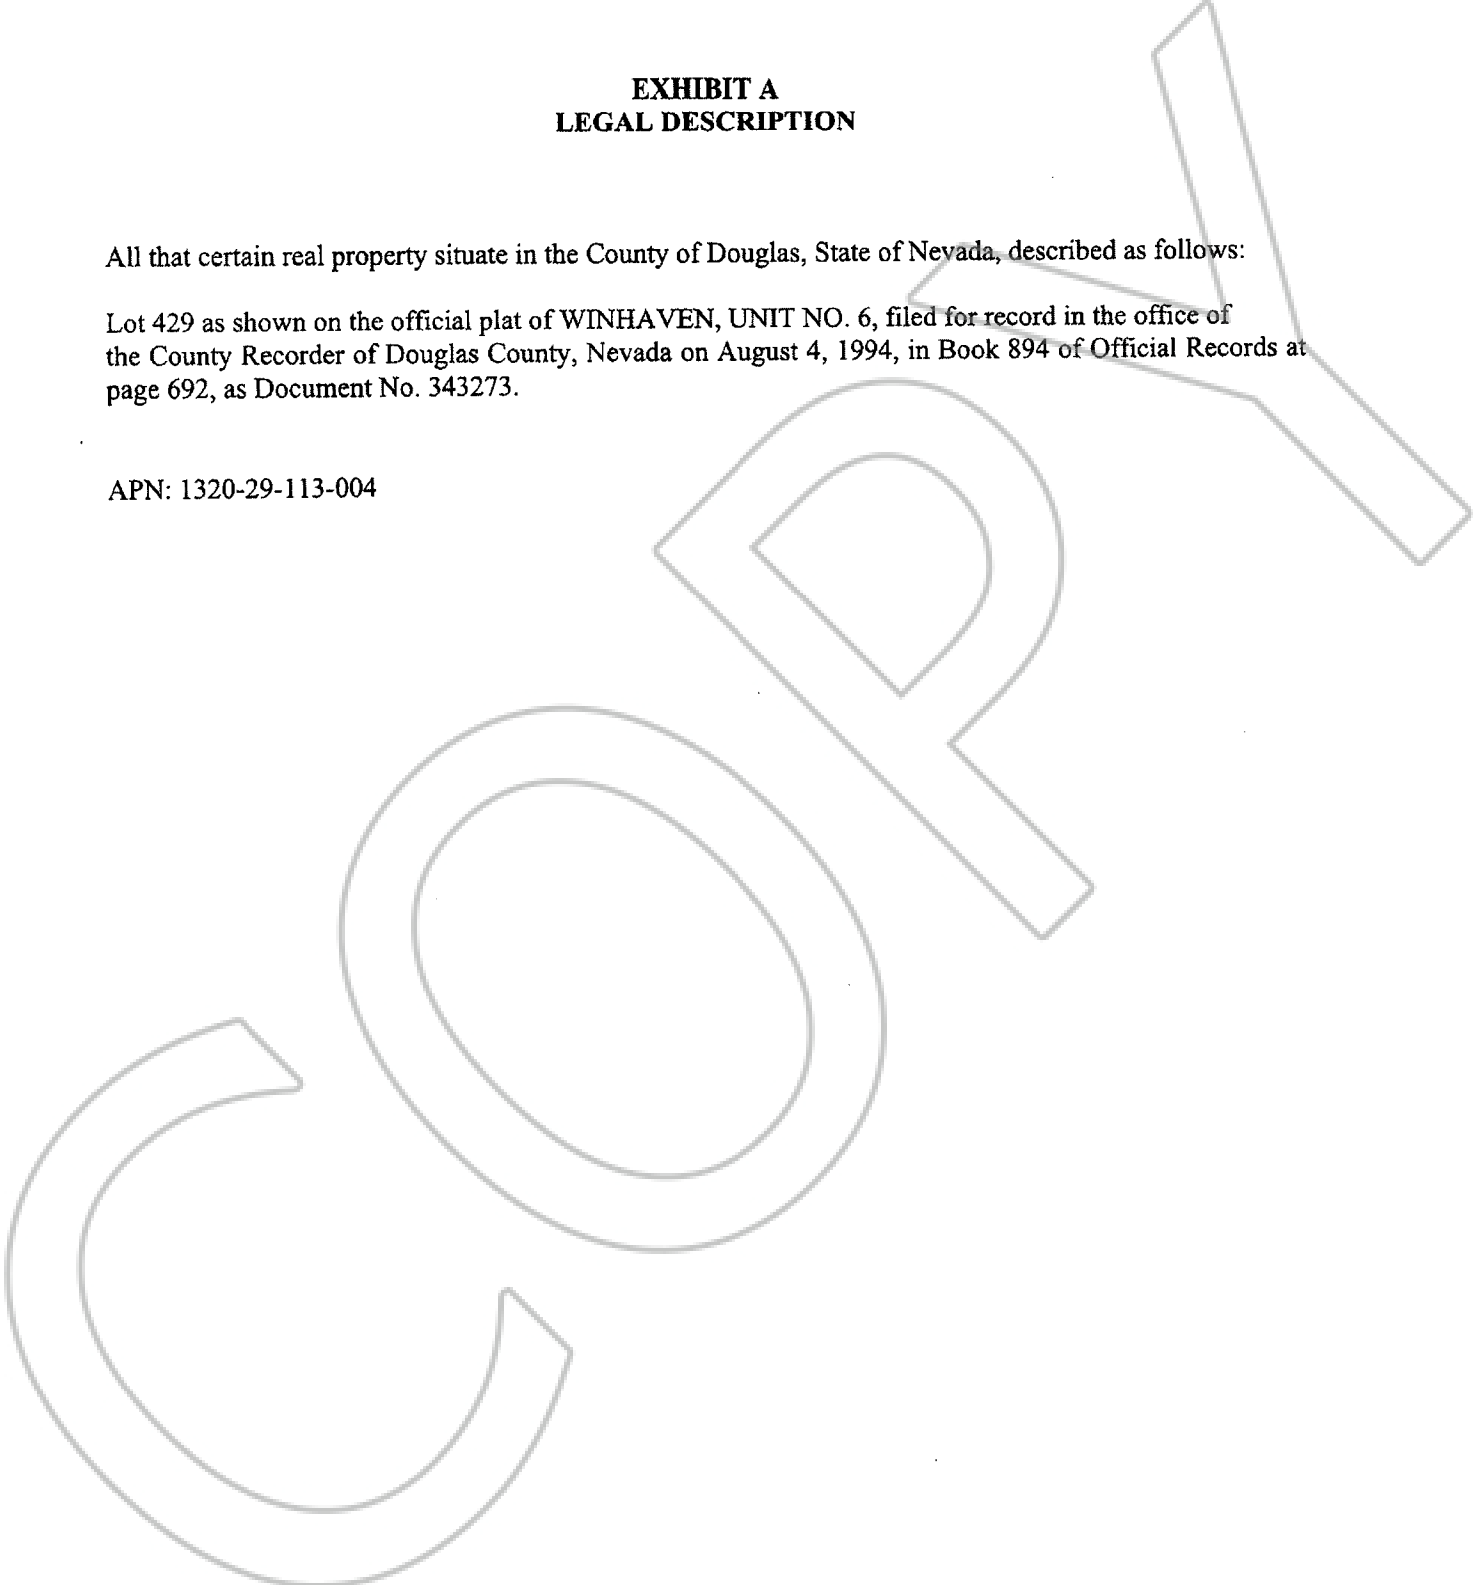 EXHIBIT A
LEGAL DESCRIPTION
All that certain real property situate in the County of Douglas, State of Nevada, described as follows:
Lot 429 as shown on the official plat of WINHAVEN, UNIT NO. 6, filed for record in the office of
the County Recorder of Douglas County, Nevada on August 4, 1994, in Book 894 of Official Records at
page 692, as Document No. 343273.
APN: 1320-29-113-004
COPY